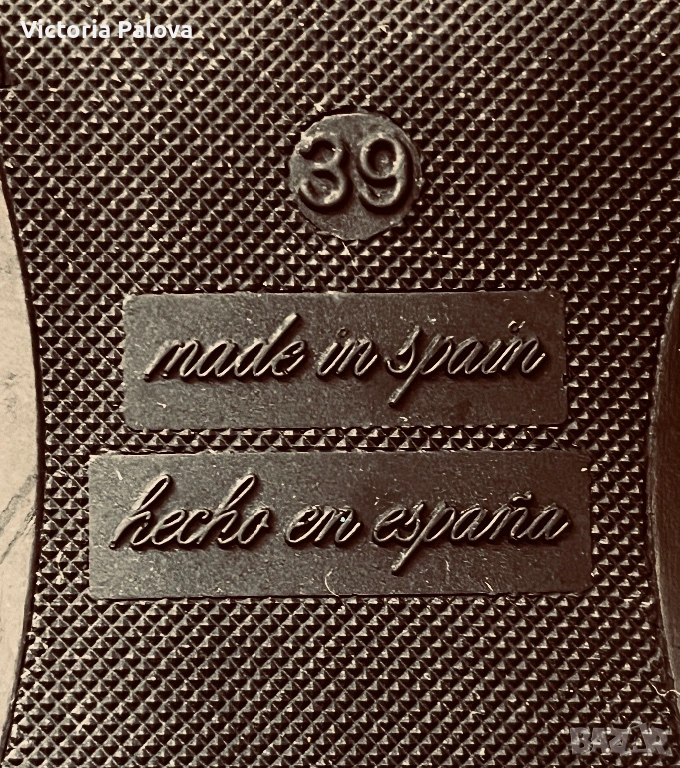 Victoria Palova
39
made in spain
hecho en españa
BAZAR